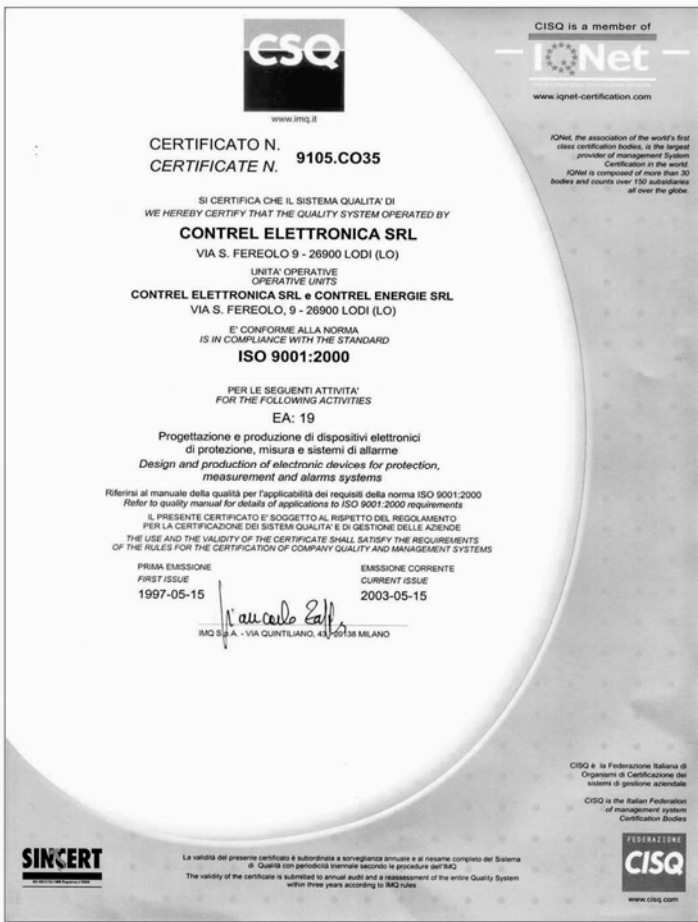 CSQ
www.imq.it
CISQ is a member of
IQNet
www.iqnet-certification.com
IQNet, the association of the world's first
class certification bodies, is the largest
provider of management System
Certification in the world.
IQNet is composed of more than 30
bodies and counts over 150 subsidiaries
all over the globe.
CERTIFICATO N.
CERTIFICATE N.
9105.CO35
SI CERTIFICA CHE IL SISTEMA QUALITA' DI
WE HEREBY CERTIFY THAT THE QUALITY SYSTEM OPERATED BY
CONTREL ELETTRONICA SRL
VIA S. FEREOLO 9 - 26900 LODI (LO)
UNITA' OPERATIVE
OPERATIVE UNITS
CONTREL ELETTRONICA SRL e CONTREL ENERGIE SRL
VIA S. FEREOLO, 9 - 26900 LODI (LO)
E' CONFORME ALLA NORMA
IS IN COMPLIANCE WITH THE STANDARD
ISO 9001:2000
PER LE SEGUENTI ATTIVITA'
FOR THE FOLLOWING ACTIVITIES
EA: 19
Progettazione e produzione di dispositivi elettronici
di protezione, misura e sistemi di allarme
Design and production of electronic devices for protection,
measurement and alarms systems
Riferirsi al manuale della qualità per l'applicabilità dei requisiti della norma ISO 9001:2000
Refer to quality manual for details of applications to ISO 9001:2000 requirements
IL PRESENTE CERTIFICATO E' SOGGETTO AL RISPETTO DEL REGOLAMENTO
PER LA CERTIFICAZIONE DEI SISTEMI QUALITA' E DI GESTIONE DELLE AZIENDE
THE USE AND THE VALIDITY OF THE CERTIFICATE SHALL SATISFY THE REQUIREMENTS
OF THE RULES FOR THE CERTIFICATION OF COMPANY QUALITY AND MANAGEMENT SYSTEMS
PRIMA EMISSIONE
FIRST ISSUE
1997-05-15
EMISSIONE CORRENTE
CURRENT ISSUE
2003-05-15
IMQ S.p.A. - VIA QUINTILIANO, 43 - 20138 MILANO
CISQ è la Federazione Italiana di
Organismi di Certificazione dei
sistemi di gestione aziendale
CISQ is the Italian Federation
of management system
Certification Bodies
FEDERAZIONE
CISQ
www.cisq.com
SINCERT
La validità del presente certificato è subordinata a sorveglianza annuale e al riesame completo del Sistema
di Qualità con periodicità triennale secondo le procedure dell'IMQ
The validity of the certificate is submitted to annual audit and a reassessment of the entire Quality System
within three years according to IMQ rules